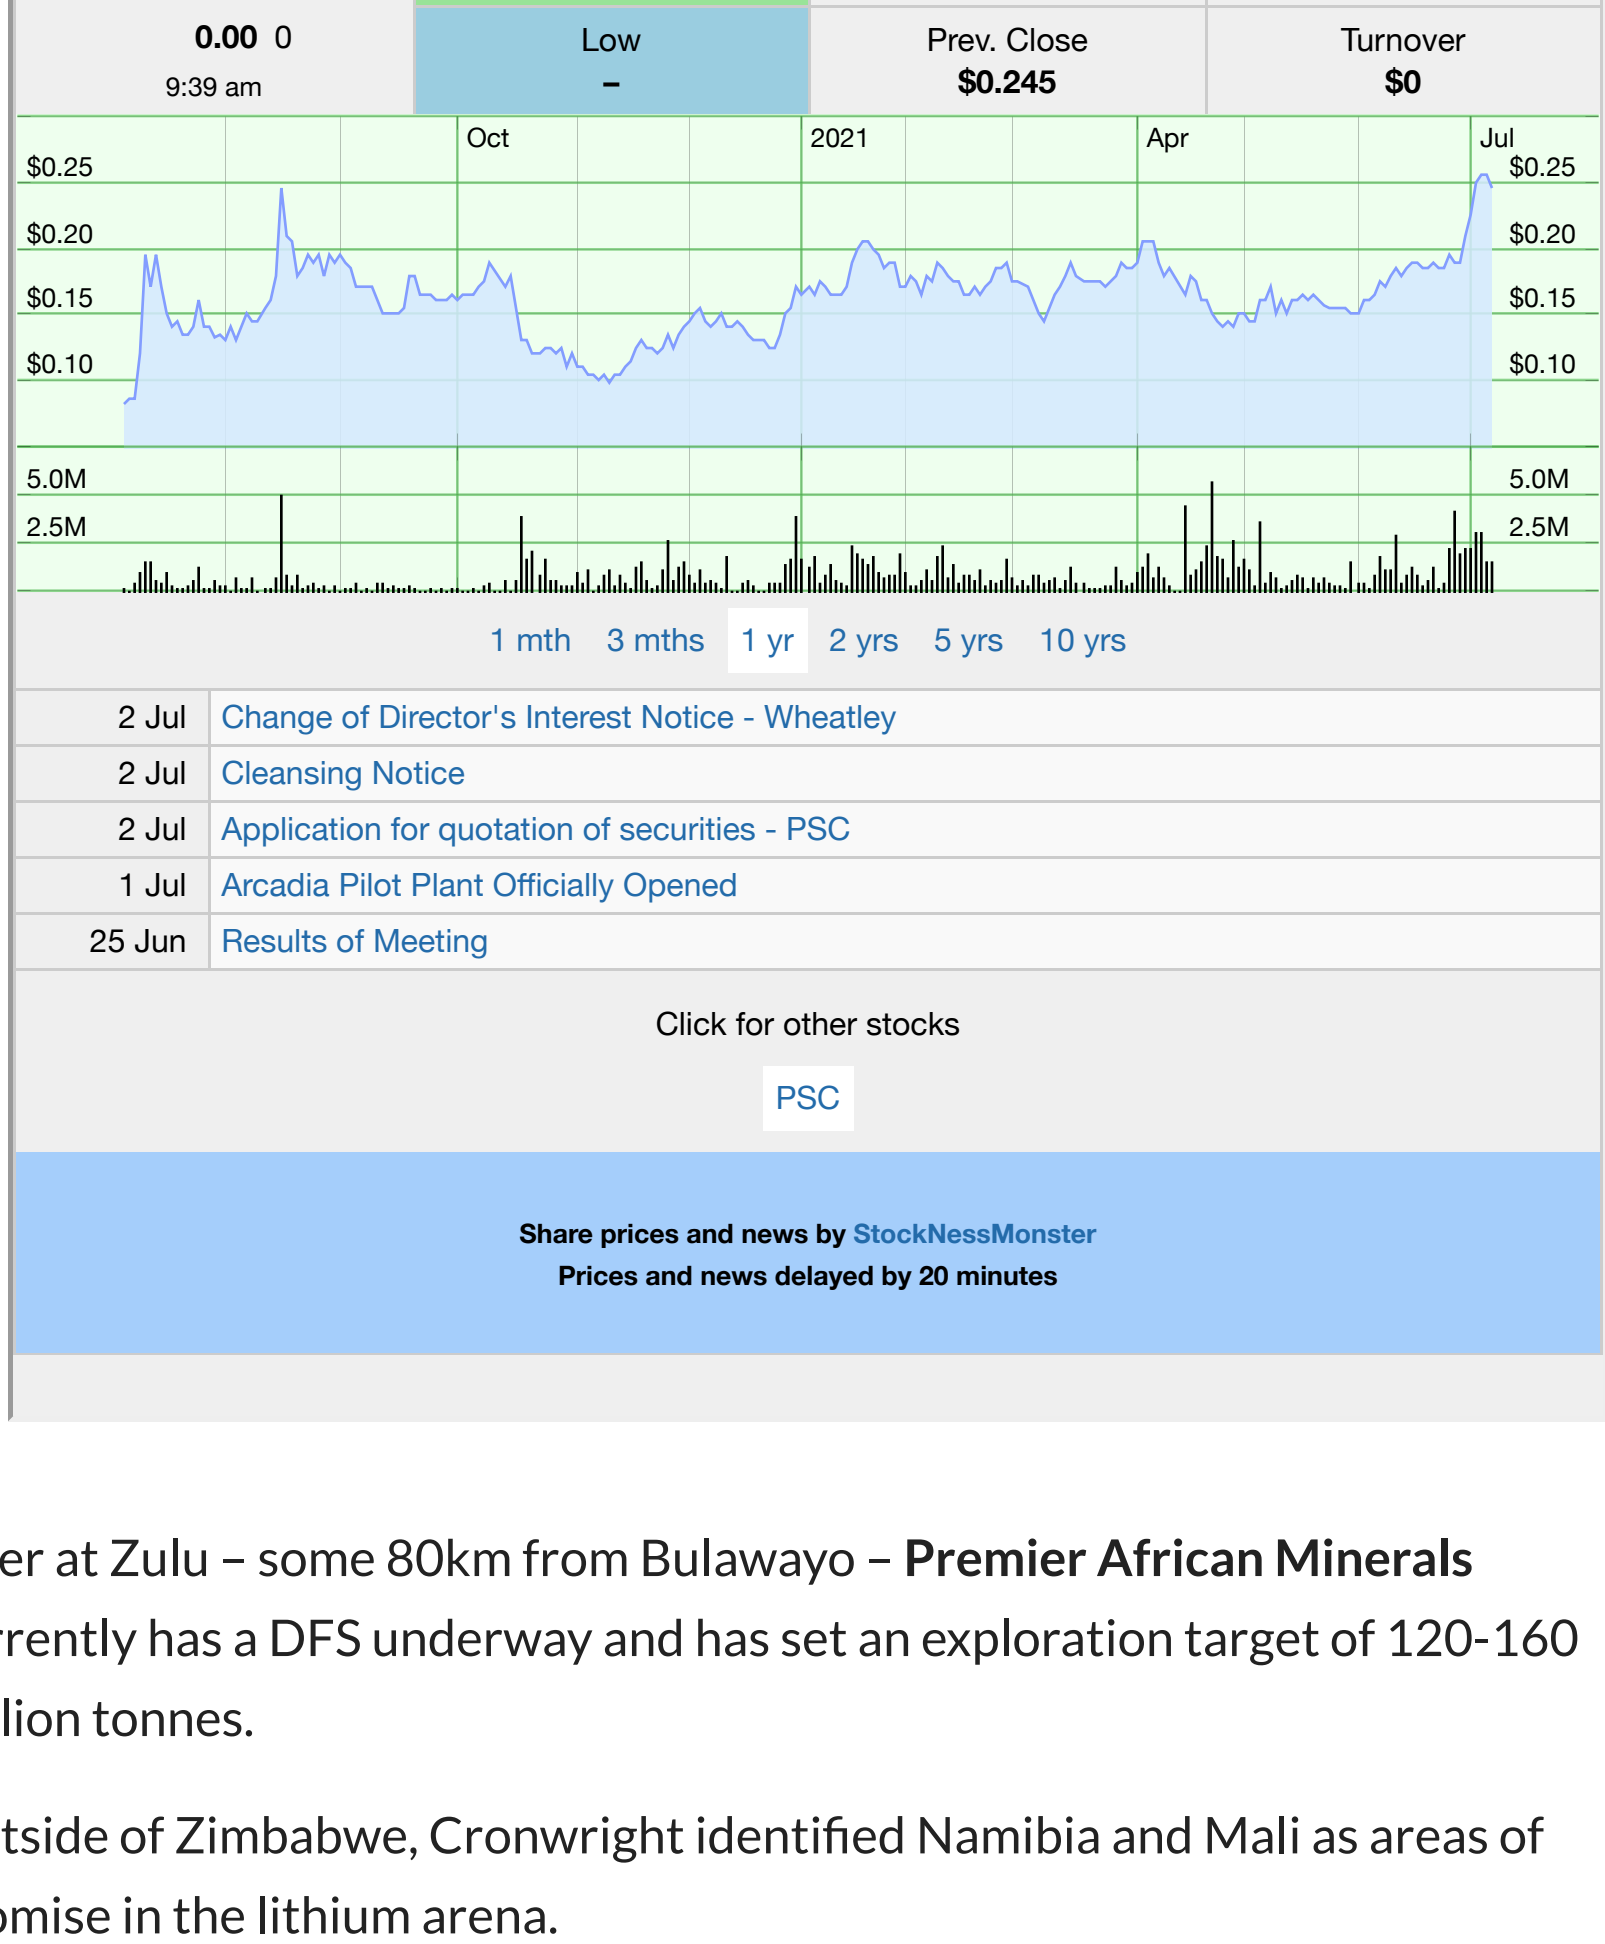 0.00 0
9:39 am
Low
–
Prev. Close
$0.245
Turnover
$0
Oct
2021
Apr
Jul
$0.25
$0.25
$0.20
$0.20
$0.15
$0.15
$0.10
$0.10
5.0M
5.0M
2.5M
2.5M
1 mth 3 mths 1 yr 2 yrs 5 yrs 10 yrs
2 Jul Change of Director's Interest Notice - Wheatley
2 Jul Cleansing Notice
2 Jul Application for quotation of securities - PSC
1 Jul Arcadia Pilot Plant Officially Opened
25 Jun Results of Meeting
Click for other stocks
PSC
Share prices and news by StockNessMonster
Prices and news delayed by 20 minutes
er at Zulu – some 80km from Bulawayo – Premier African Minerals
rrently has a DFS underway and has set an exploration target of 120-160
lion tonnes.
tside of Zimbabwe, Cronwright identified Namibia and Mali as areas of
omise in the lithium arena.